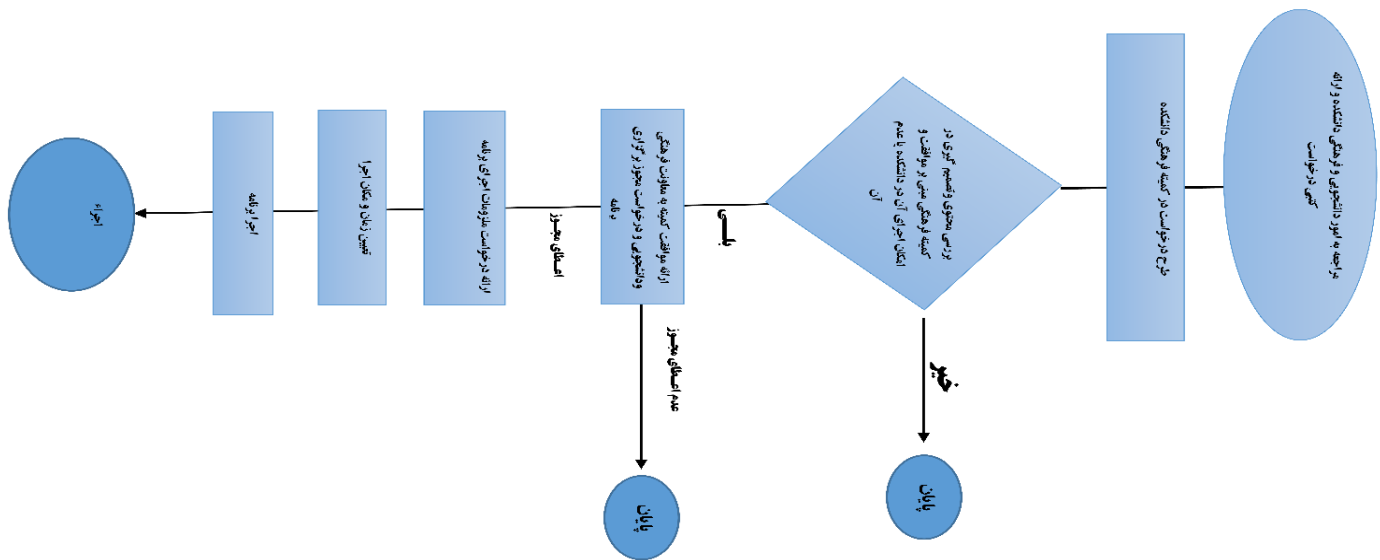 مراجعه به امور دانشجویی و فرهنگی دانشکده و ارائه
کتبی درخواست
طرح درخواست در کمیته فرهنگی دانشکده
بررسی محتوی وتصمیم گیری در
کمیته فرهنگی مبنی بر موافقت و
امکان اجرای آن در دانشکده یا عدم
آن
خیر
پایان
بلی
ارائه موافقت کمیته به معاونت فرهنگی
ودانشجویی و درخواست مجوز برگزاری
برنامه
عدم اعطای مجوز
پایان
اعطای مجوز
ارائه درخواست ملزومات اجرای برنامه
تعیین زمان و مکان اجرا
اجرا برنامه
اجراء